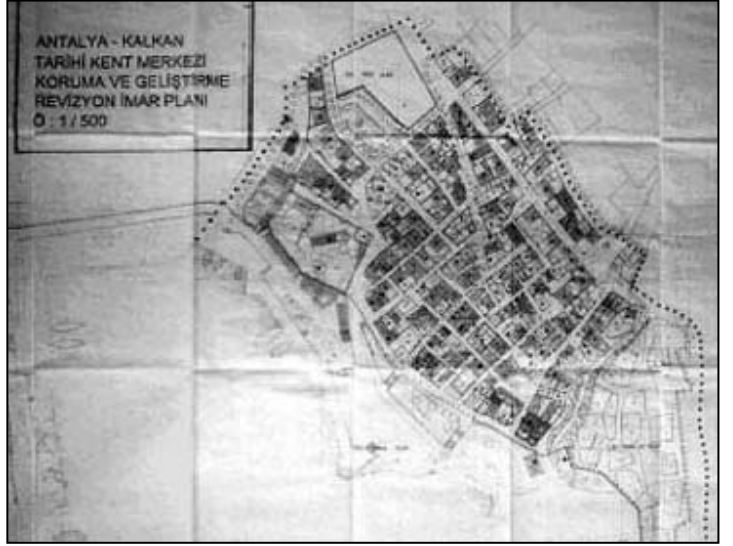 ANTALYA - KALKAN
TARİHİ KENT MERKEZİ
KORUMA VE GELİŞTİRME
REVİZYON İMAR PLANI
Ö : 1 / 500